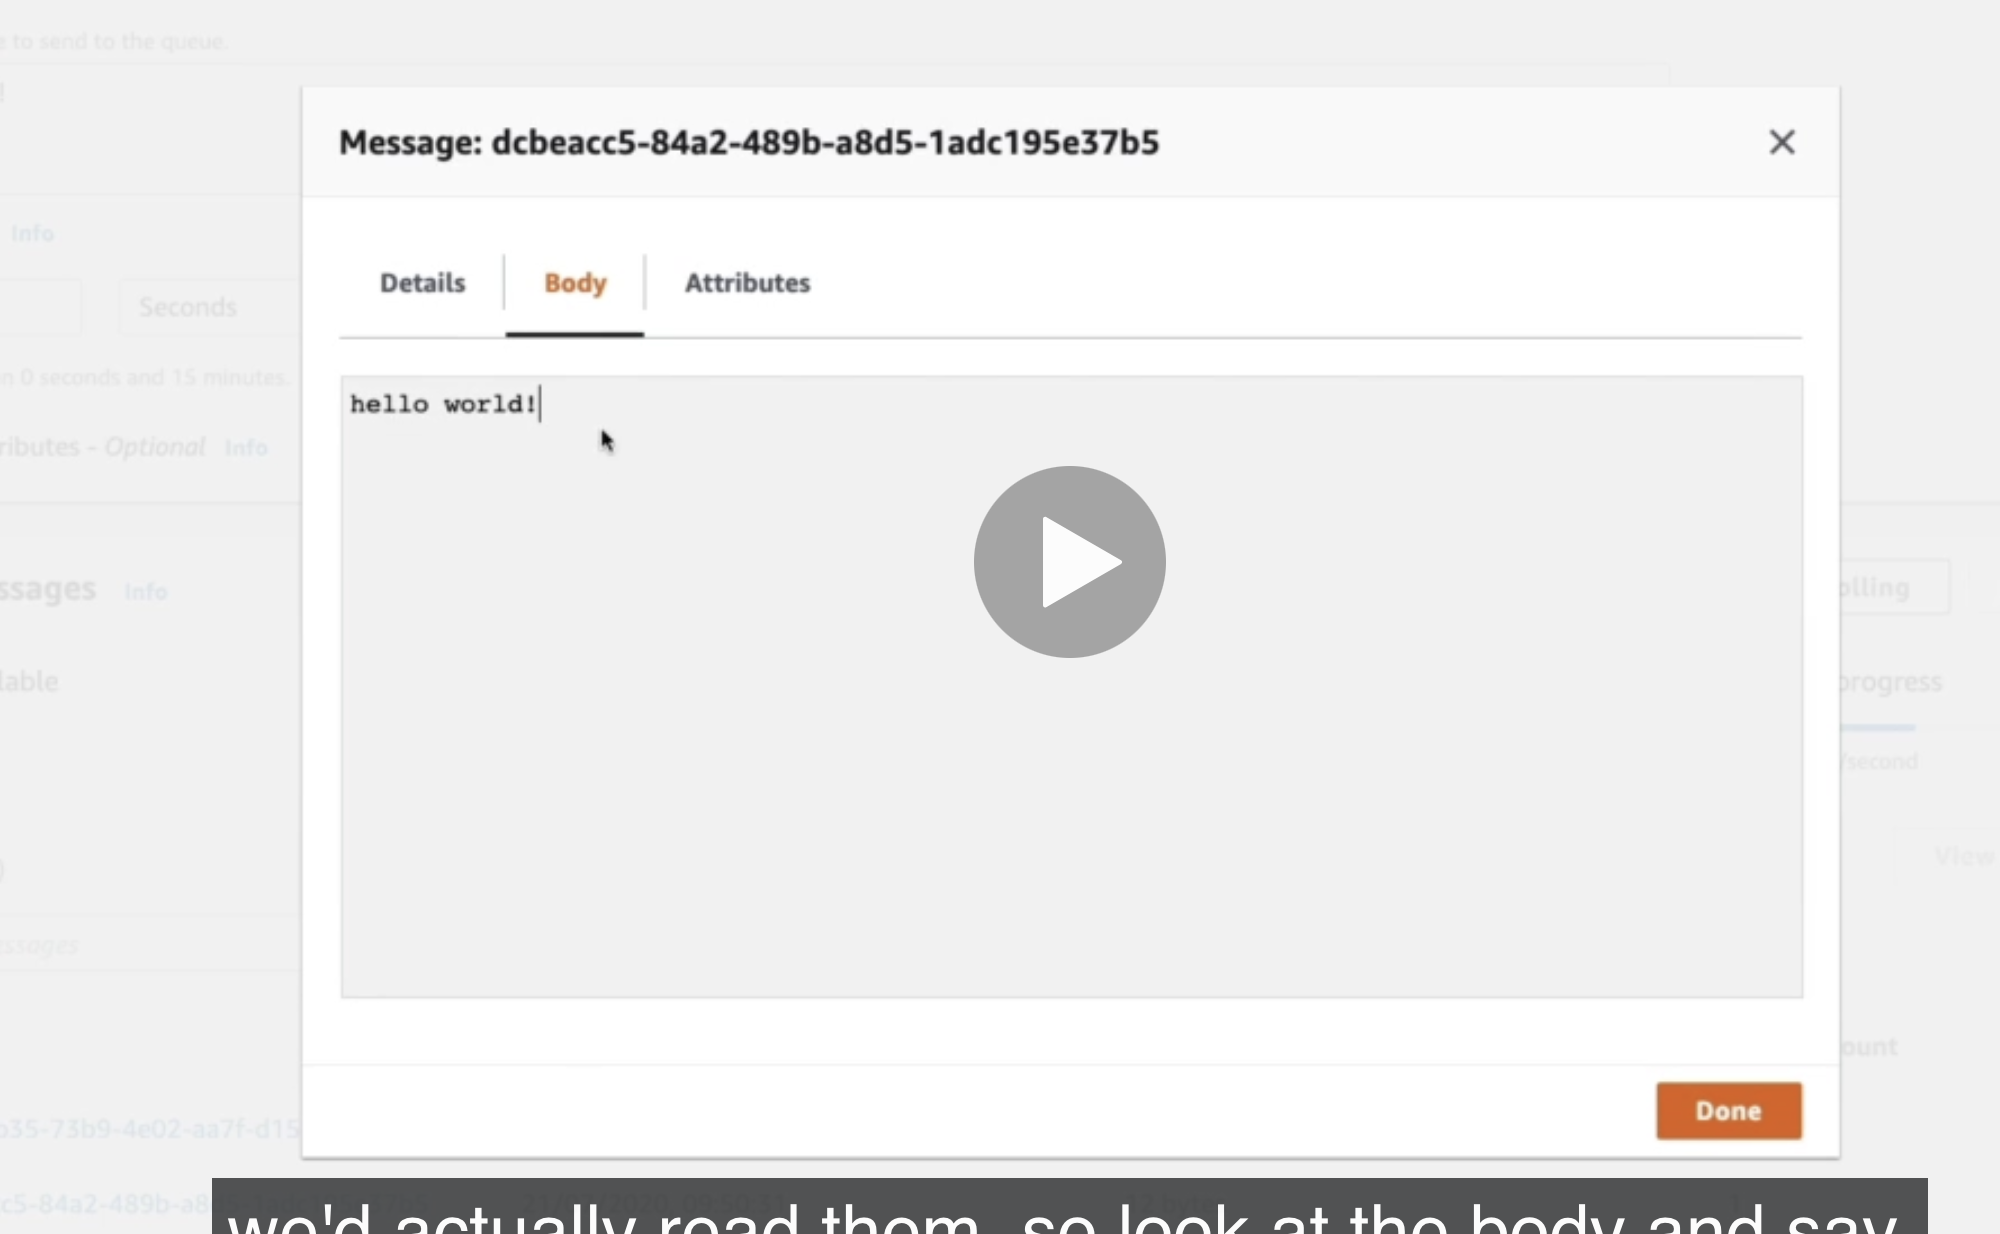 e to send to the queue.
!
Message: dcbeacc5-84a2-489b-a8d5-1adc195e37b5
Info
Details Body Attributes
Seconds
n 0 seconds and 15 minutes.
hello world!
ributes - Optional Info
ssages Info
olling
lable
progress
/second
View
ssages
ount
b35-73b9-4e02-aa7f-d15
Done
c5-84a2-489b-a8
we'd actually read them, so look at the body and say